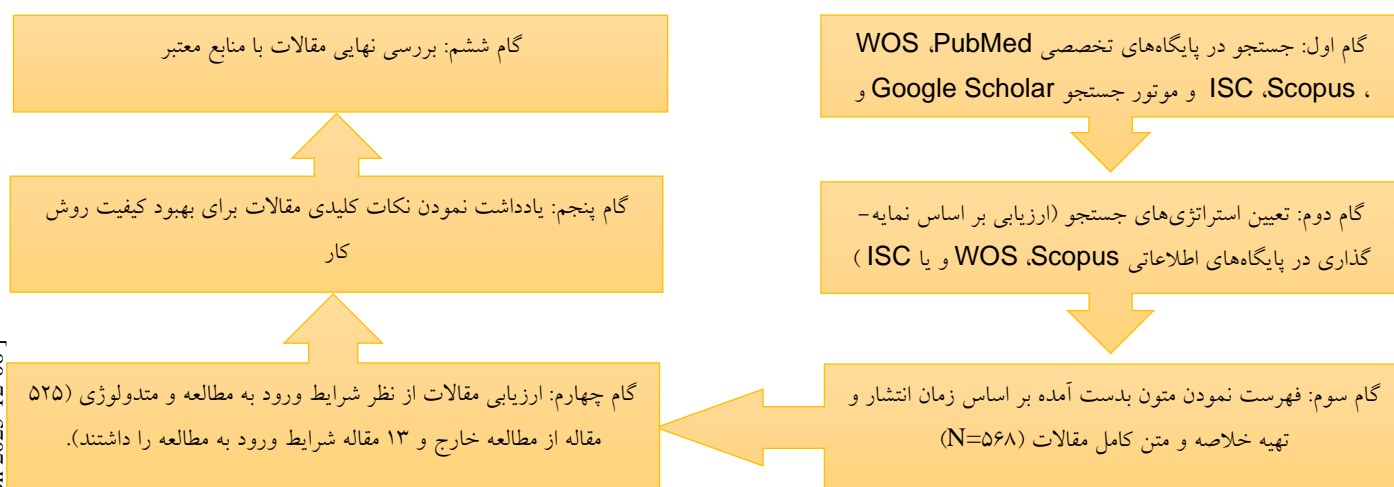 گام اول: جستجو در پایگاه‌های تخصصی WOS ،PubMed
، ISC ،Scopus و موتور جستجو Google Scholar و
گام دوم: تعیین استراتژی‌های جستجو (ارزیابی بر اساس نمایه-
گذاری در پایگاه‌های اطلاعاتی WOS ،Scopus و یا ISC )
گام سوم: فهرست نمودن متون بدست آمده بر اساس زمان انتشار و
تهیه خلاصه و متن کامل مقالات (N=۵۶۸)
گام چهارم: ارزیابی مقالات از نظر شرایط ورود به مطالعه و متدولوژی (۵۲۵
مقاله از مطالعه خارج و ۱۳ مقاله شرایط ورود به مطالعه را داشتند).
گام پنجم: یادداشت نمودن نکات کلیدی مقالات برای بهبود کیفیت روش
کار
گام ششم: بررسی نهایی مقالات با منابع معتبر